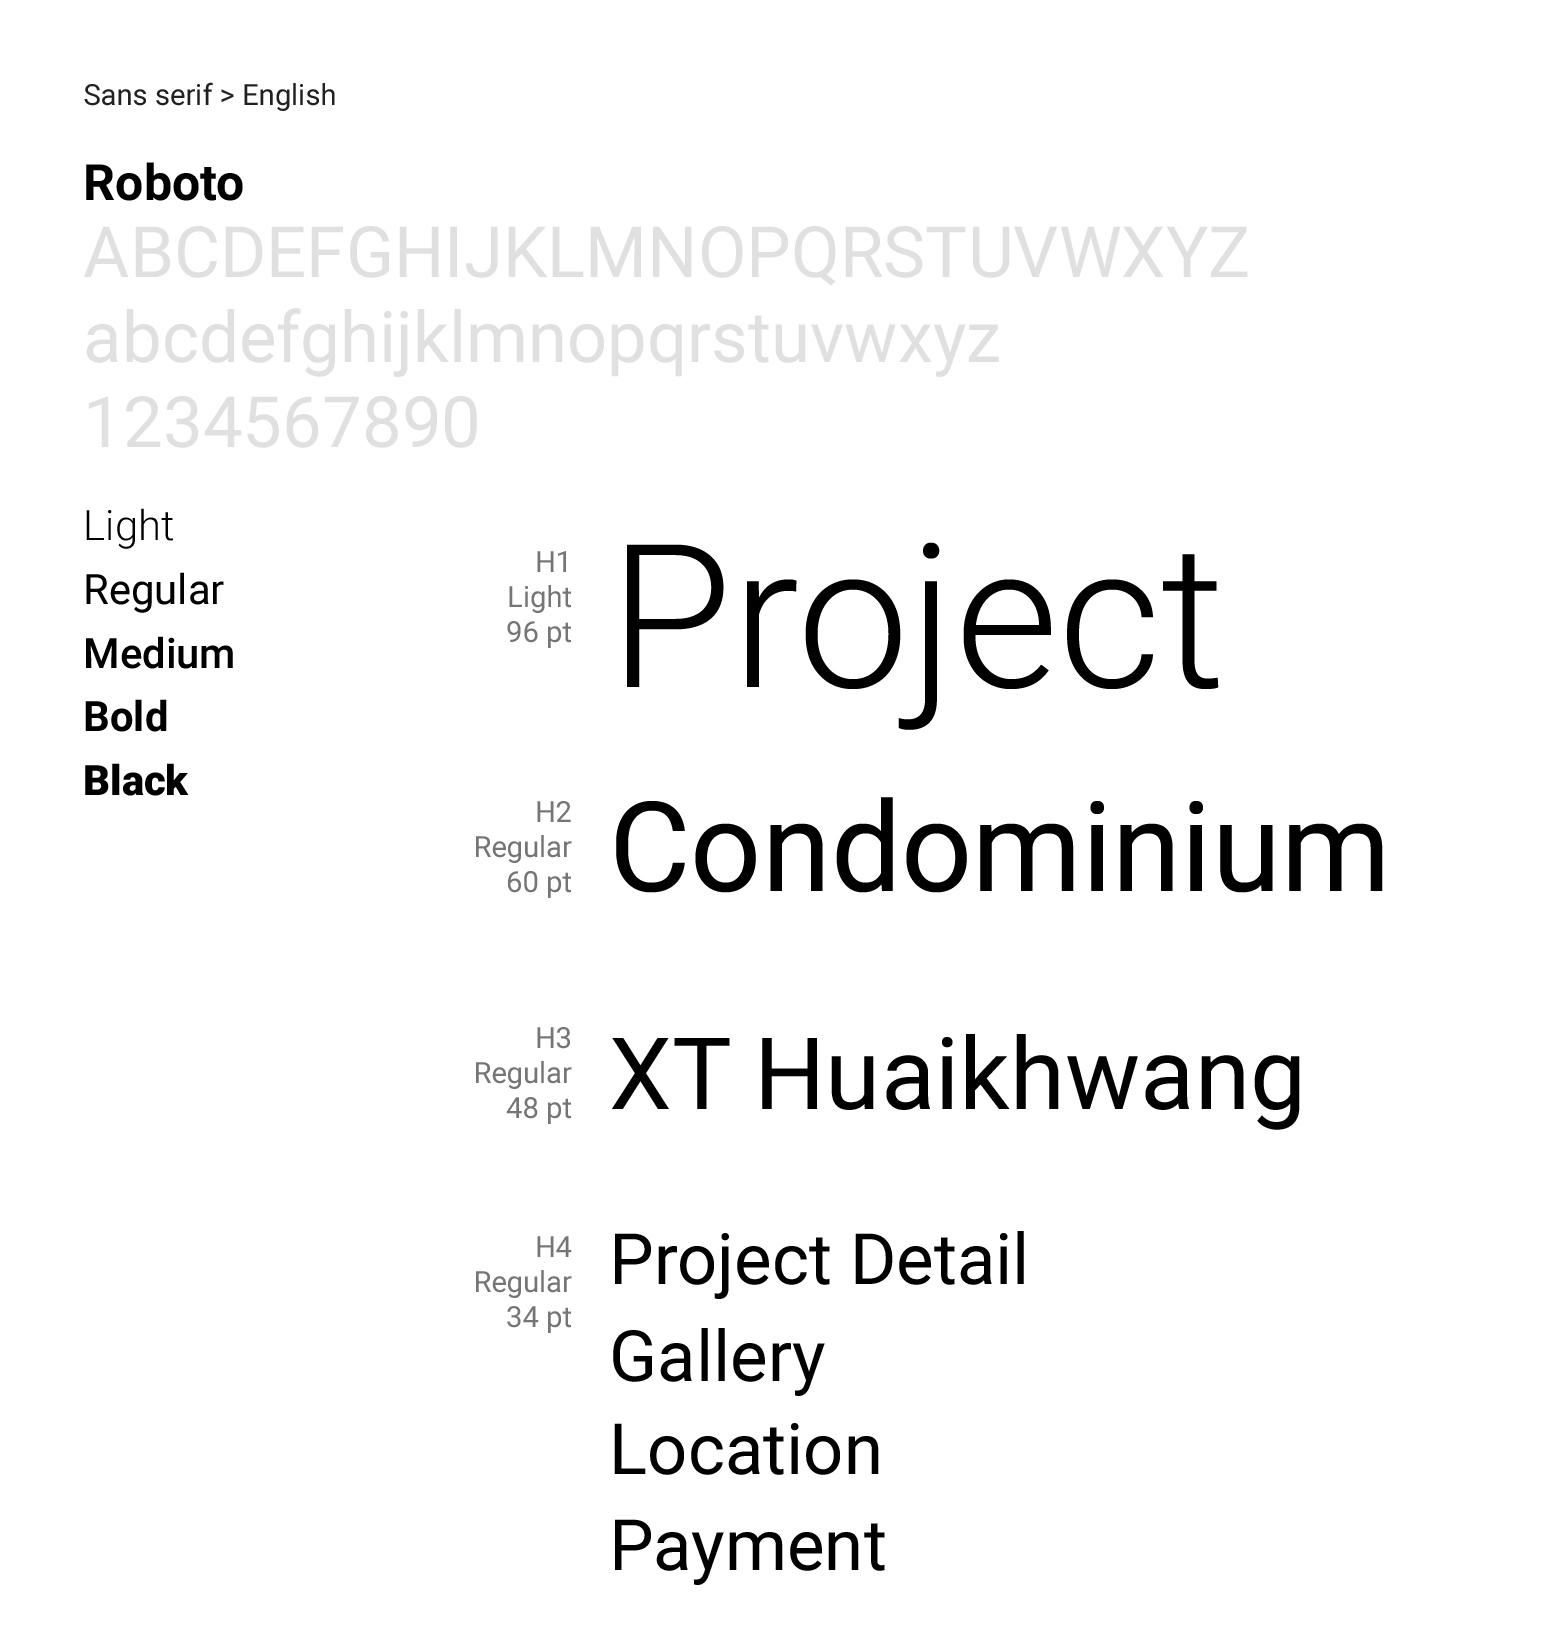 Sans serif > English
Roboto
ABCDEFGHIJKLMNOPQRSTUVWXYZ
abcdefghijklmnopqrstuvwxyz
1234567890
Light
Regular
Medium
Bold
Black
H1
Light
96 pt
Project
H2
Regular
60 pt
Condominium
H3
Regular
48 pt
XT Huaikhwang
H4
Regular
34 pt
Project Detail
Gallery
Location
Payment